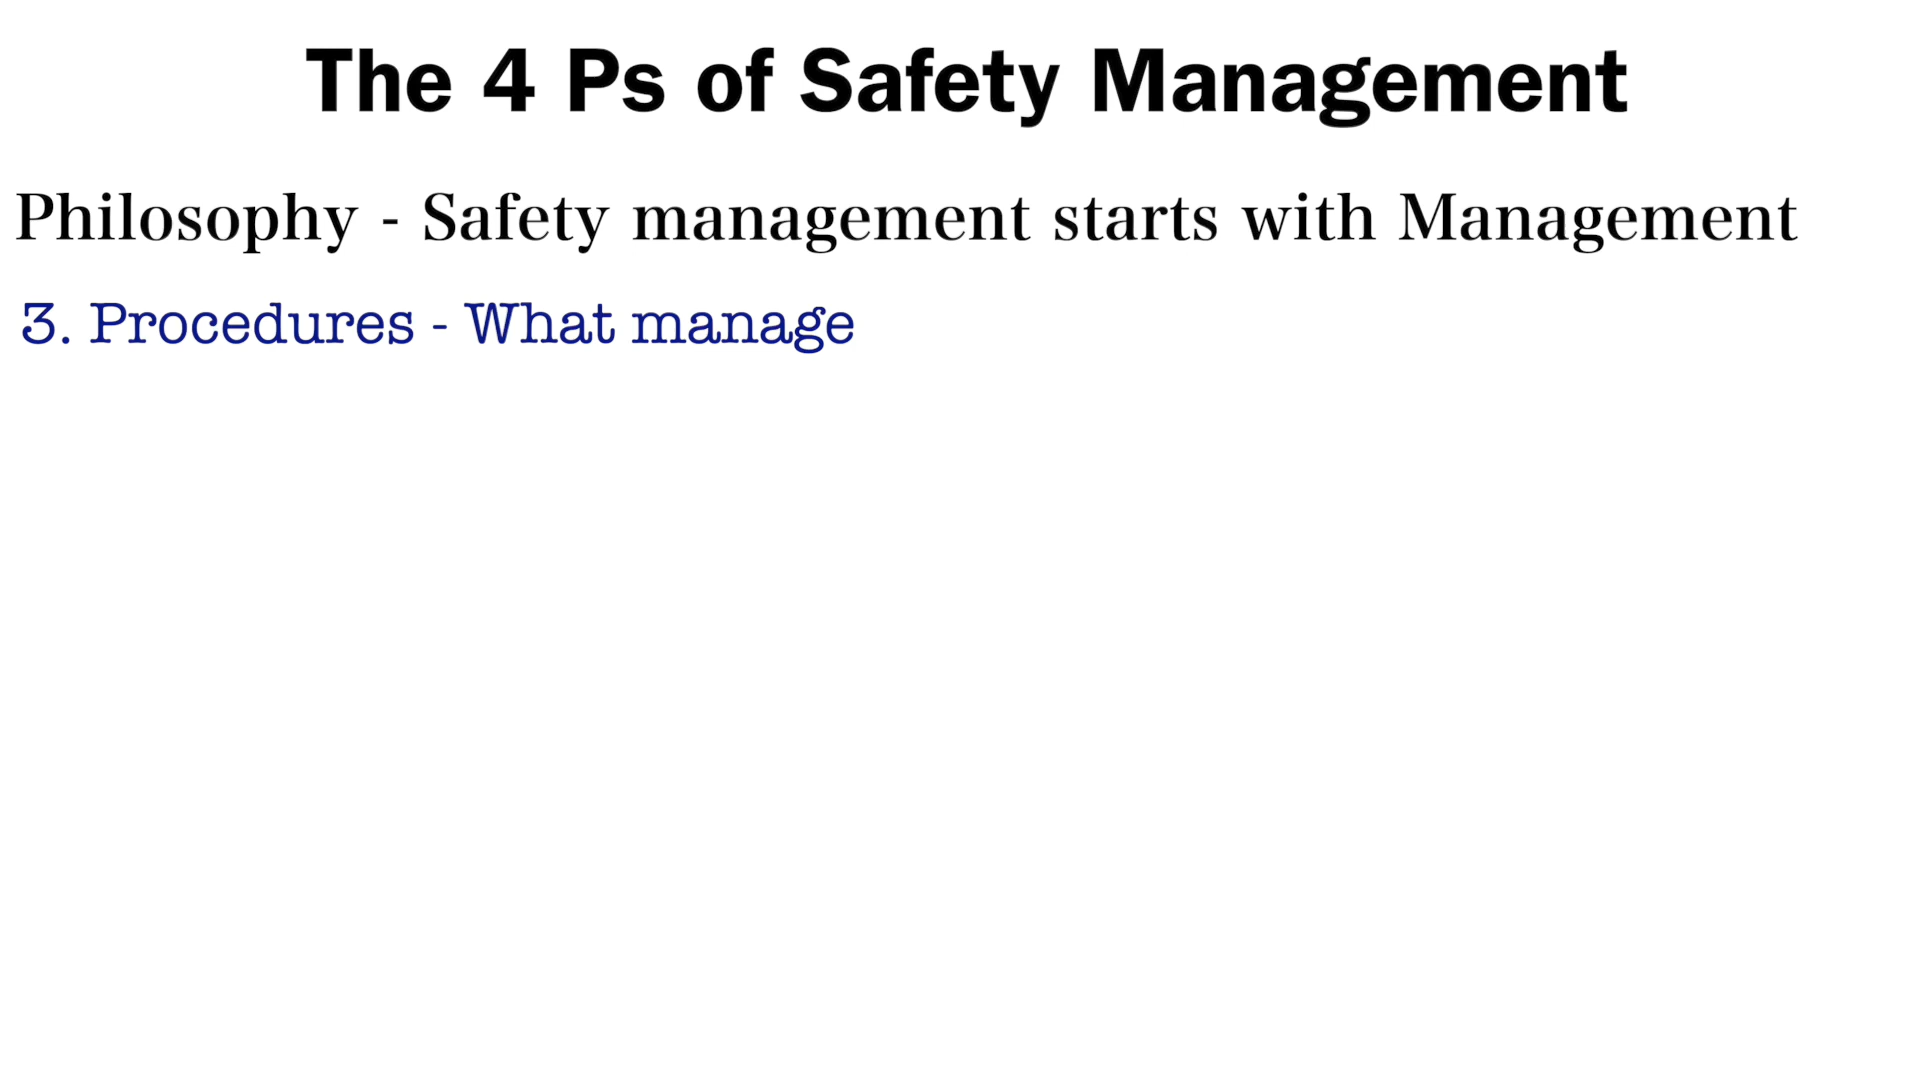 The 4 Ps of Safety Management
Philosophy - Safety management starts with Management
3. Procedures - What manage